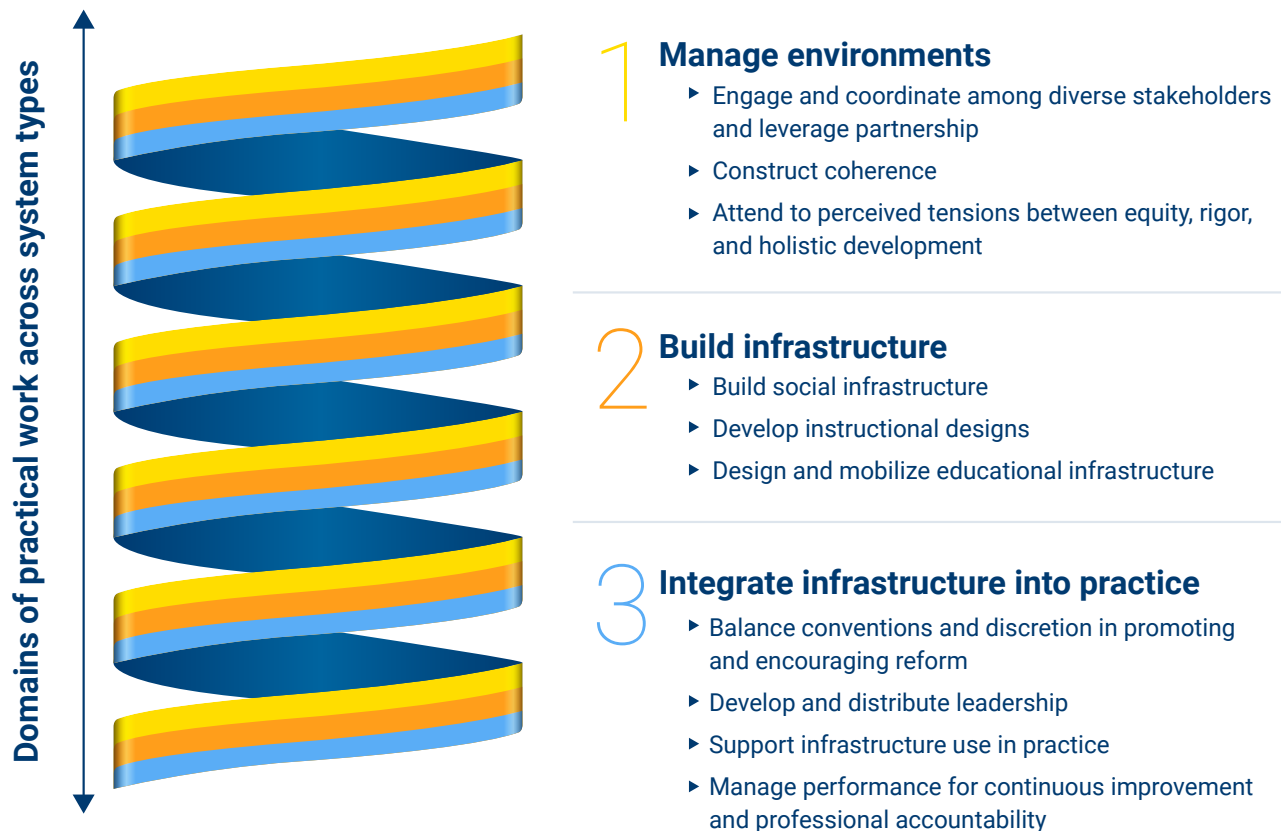 Domains of practical work across system types
1
Manage environments
Engage and coordinate among diverse stakeholders
and leverage partnership
Construct coherence
Attend to perceived tensions between equity, rigor,
and holistic development
2
Build infrastructure
Build social infrastructure
Develop instructional designs
Design and mobilize educational infrastructure
3
Integrate infrastructure into practice
Balance conventions and discretion in promoting
and encouraging reform
Develop and distribute leadership
Support infrastructure use in practice
Manage performance for continuous improvement
and professional accountability